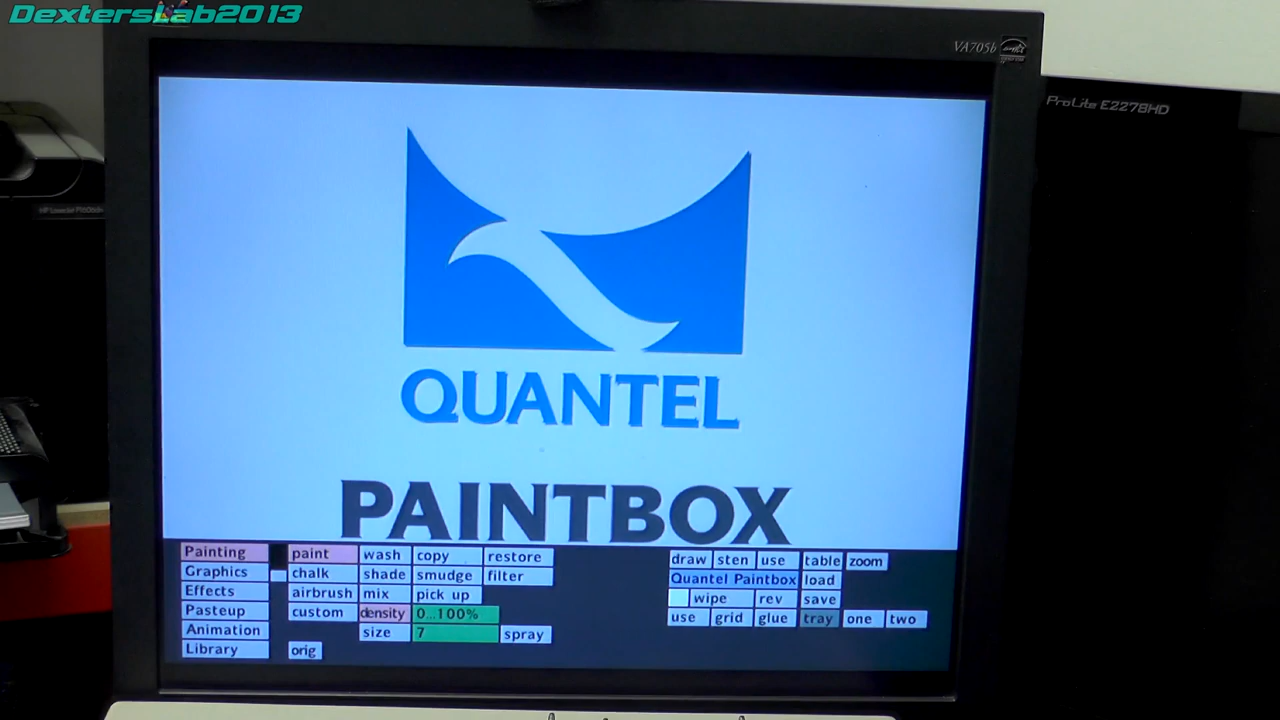 DextersLab2013
VA705b
ProLite E2278HD
QUANTEL
PAINTBOX
Painting paint wash copy restore draw sten use table zoom
Graphics chalk shade smudge filter Quantel Paintbox load
Effects airbrush mix pick up wipe rev save
Pasteup custom density 0...100% use grid glue tray one two
Animation size 7 spray
Library orig